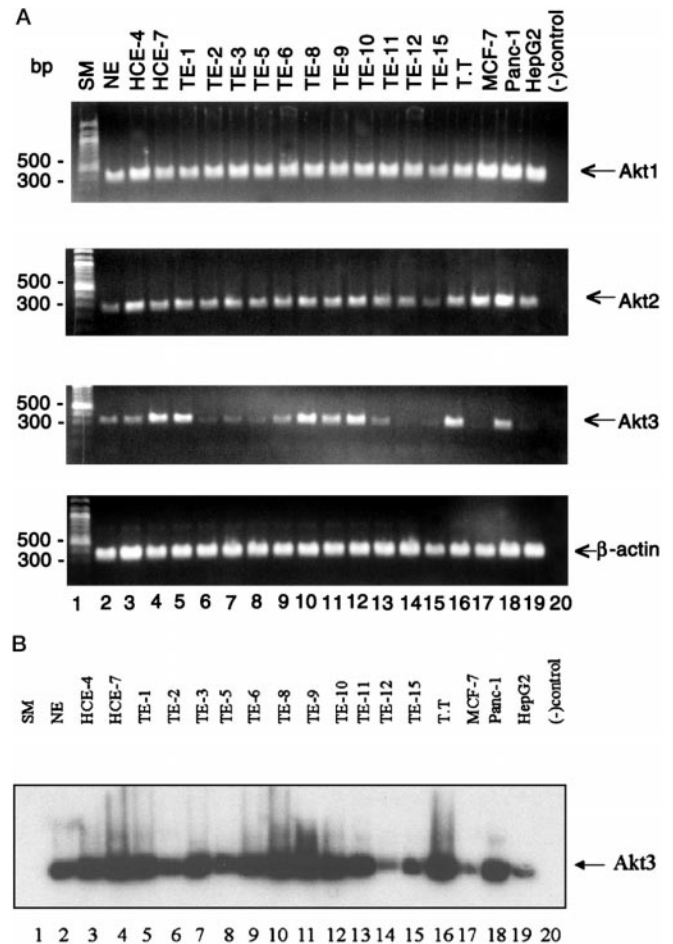 A
bp SM NE HCE-4 HCE-7 TE-1 TE-2 TE-3 TE-5 TE-6 TE-8 TE-9 TE-10 TE-11 TE-12 TE-15 T.T MCF-7 Panc-1 HepG2 (-)control
500 -
300 - Akt1
500 -
300 - Akt2
500 -
300 - Akt3
500 -
300 - β-actin
1 2 3 4 5 6 7 8 9 10 11 12 13 14 15 16 17 18 19 20
B
SM NE HCE-4 HCE-7 TE-1 TE-2 TE-3 TE-5 TE-6 TE-8 TE-9 TE-10 TE-11 TE-12 TE-15 T.T MCF-7 Panc-1 HepG2 (-)control
Akt3
1 2 3 4 5 6 7 8 9 10 11 12 13 14 15 16 17 18 19 20